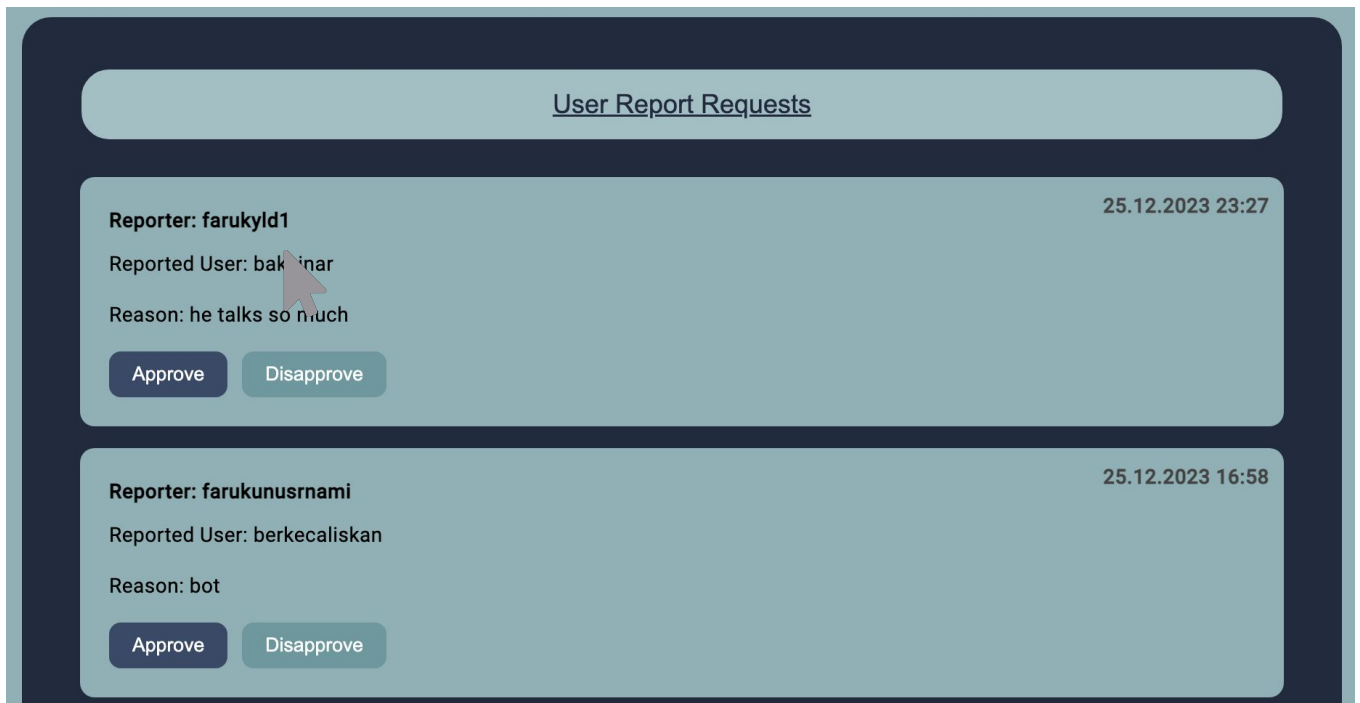 User Report Requests
25.12.2023 23:27
Reporter: farukyld1
Reported User:
Reason: he talks so much
Approve Disapprove
25.12.2023 16:58
Reporter: farukunusrnami
Reported User: berkecaliskan
Reason: bot
Approve Disapprove